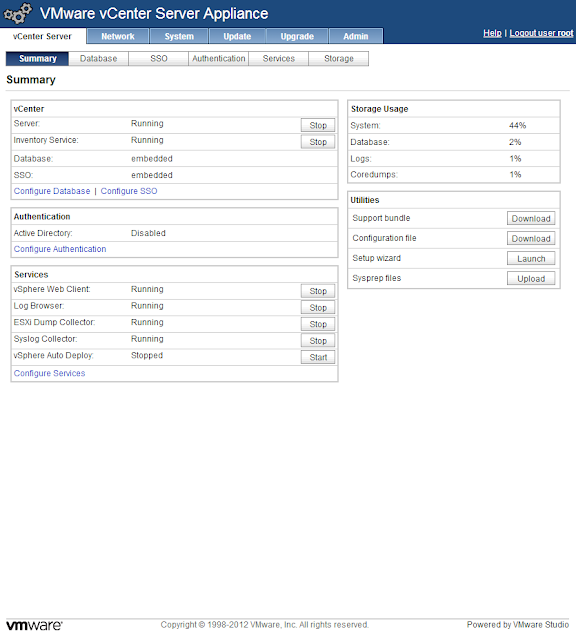 VMware vCenter Server Appliance
vCenter Server Network System Update Upgrade Admin
Help | Logout user root
Summary Database SSO Authentication Services Storage
Summary
vCenter
Server: Running Stop
Inventory Service: Running Stop
Database: embedded
SSO: embedded
Configure Database | Configure SSO
Authentication
Active Directory: Disabled
Configure Authentication
Services
vSphere Web Client: Running Stop
Log Browser: Running Stop
ESXi Dump Collector: Running Stop
Syslog Collector: Running Stop
vSphere Auto Deploy: Stopped Start
Configure Services
Storage Usage
System: 44%
Database: 2%
Logs: 1%
Coredumps: 1%
Utilities
Support bundle Download
Configuration file Download
Setup wizard Launch
Sysprep files Upload
vmware
Copyright © 1998-2012 VMware, Inc. All rights reserved.
Powered by VMware Studio